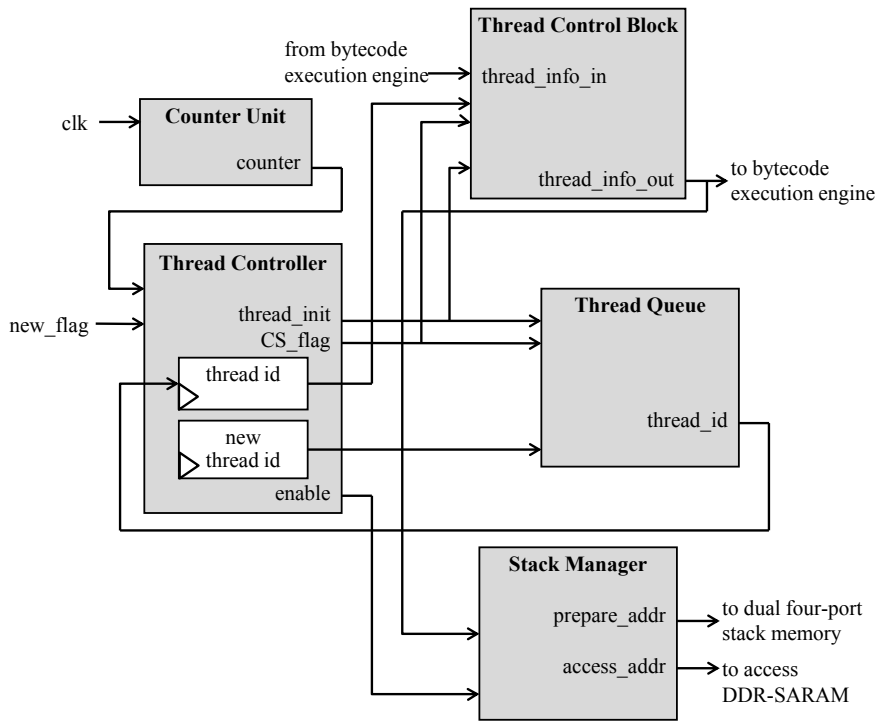 Thread Control Block
from bytecode
execution engine
thread_info_in
thread_info_out
to bytecode
execution engine
clk
Counter Unit
counter
Thread Controller
new_flag
thread_init
CS_flag
thread id
new
thread id
enable
Thread Queue
thread_id
Stack Manager
prepare_addr
access_addr
to dual four-port
stack memory
to access
DDR-SARAM